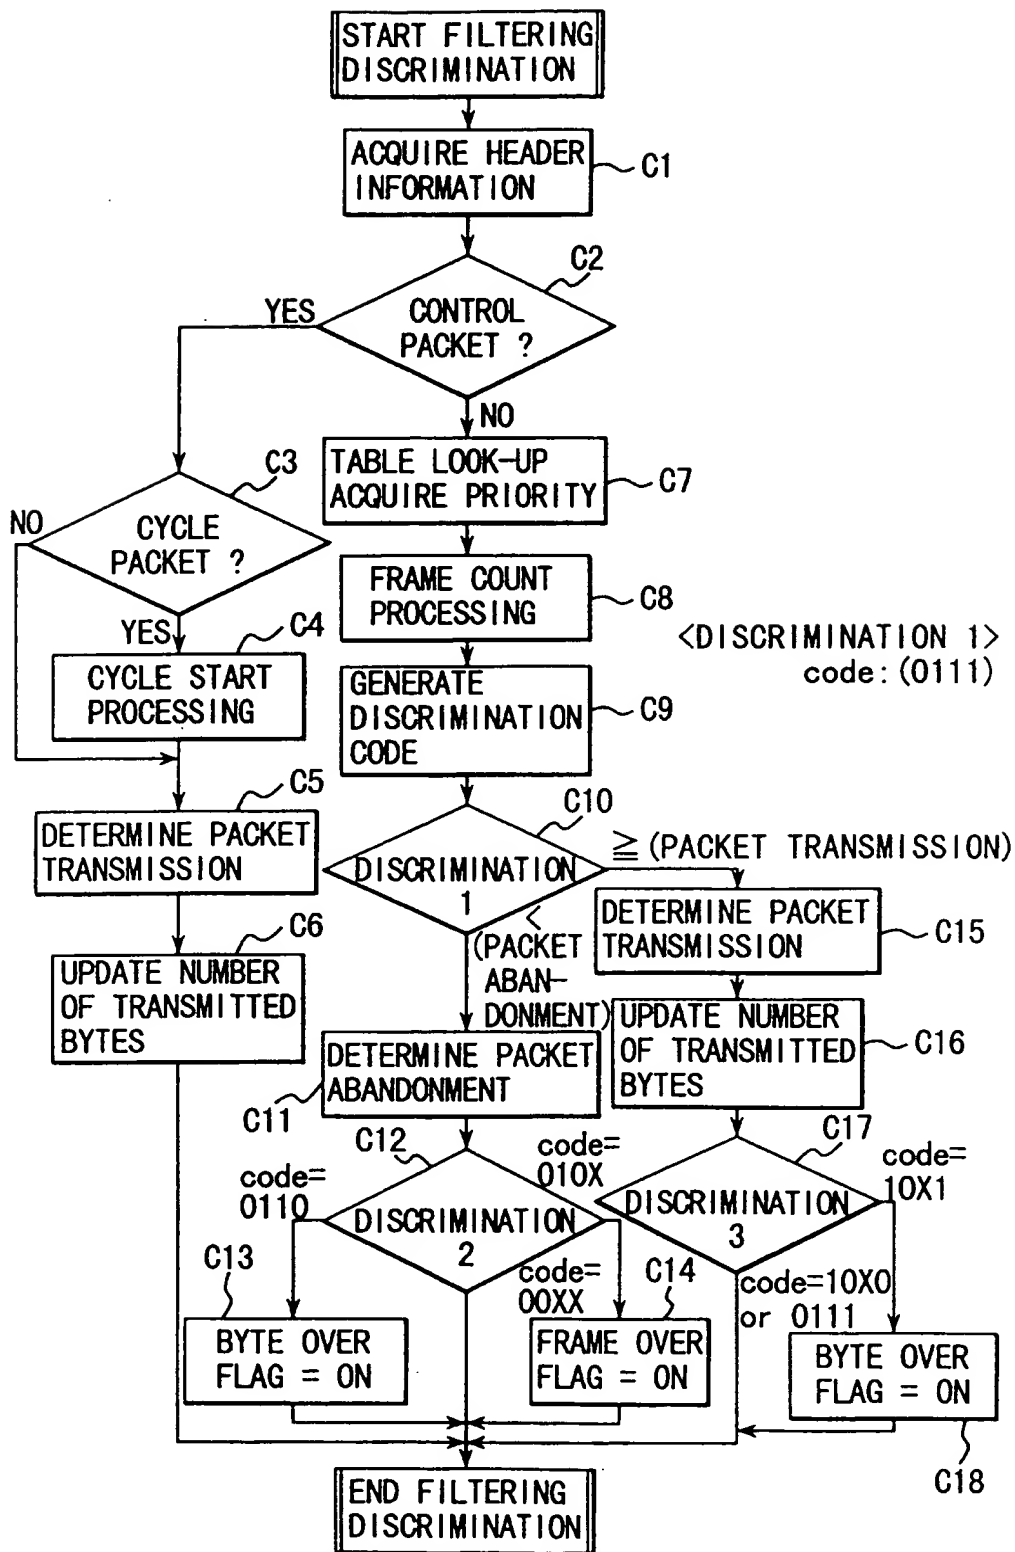 START FILTERING
DISCRIMINATION
ACQUIRE HEADER
INFORMATION
C1
C2
YES
CONTROL
PACKET ?
NO
C3
TABLE LOOK-UP
ACQUIRE PRIORITY
C7
NO
CYCLE
PACKET ?
FRAME COUNT
PROCESSING
C8
YES
C4
<DISCRIMINATION 1>
code:(0111)
CYCLE START
PROCESSING
GENERATE
DISCRIMINATION
CODE
C9
C5
C10
DETERMINE PACKET
TRANSMISSION
DISCRIMINATION
1
≧(PACKET TRANSMISSION)
<
(PACKET
ABAN-
DONMENT)
DETERMINE PACKET
TRANSMISSION
C15
C6
UPDATE NUMBER
OF TRANSMITTED
BYTES
UPDATE NUMBER
OF TRANSMITTED
BYTES
C16
DETERMINE PACKET
ABANDONMENT
C11
C12
C17
code=
0110
code=
010X
code=
10X1
DISCRIMINATION
2
DISCRIMINATION
3
C13
code=
00XX
C14
code=10X0
or 0111
BYTE OVER
FLAG = ON
FRAME OVER
FLAG = ON
BYTE OVER
FLAG = ON
C18
END FILTERING
DISCRIMINATION